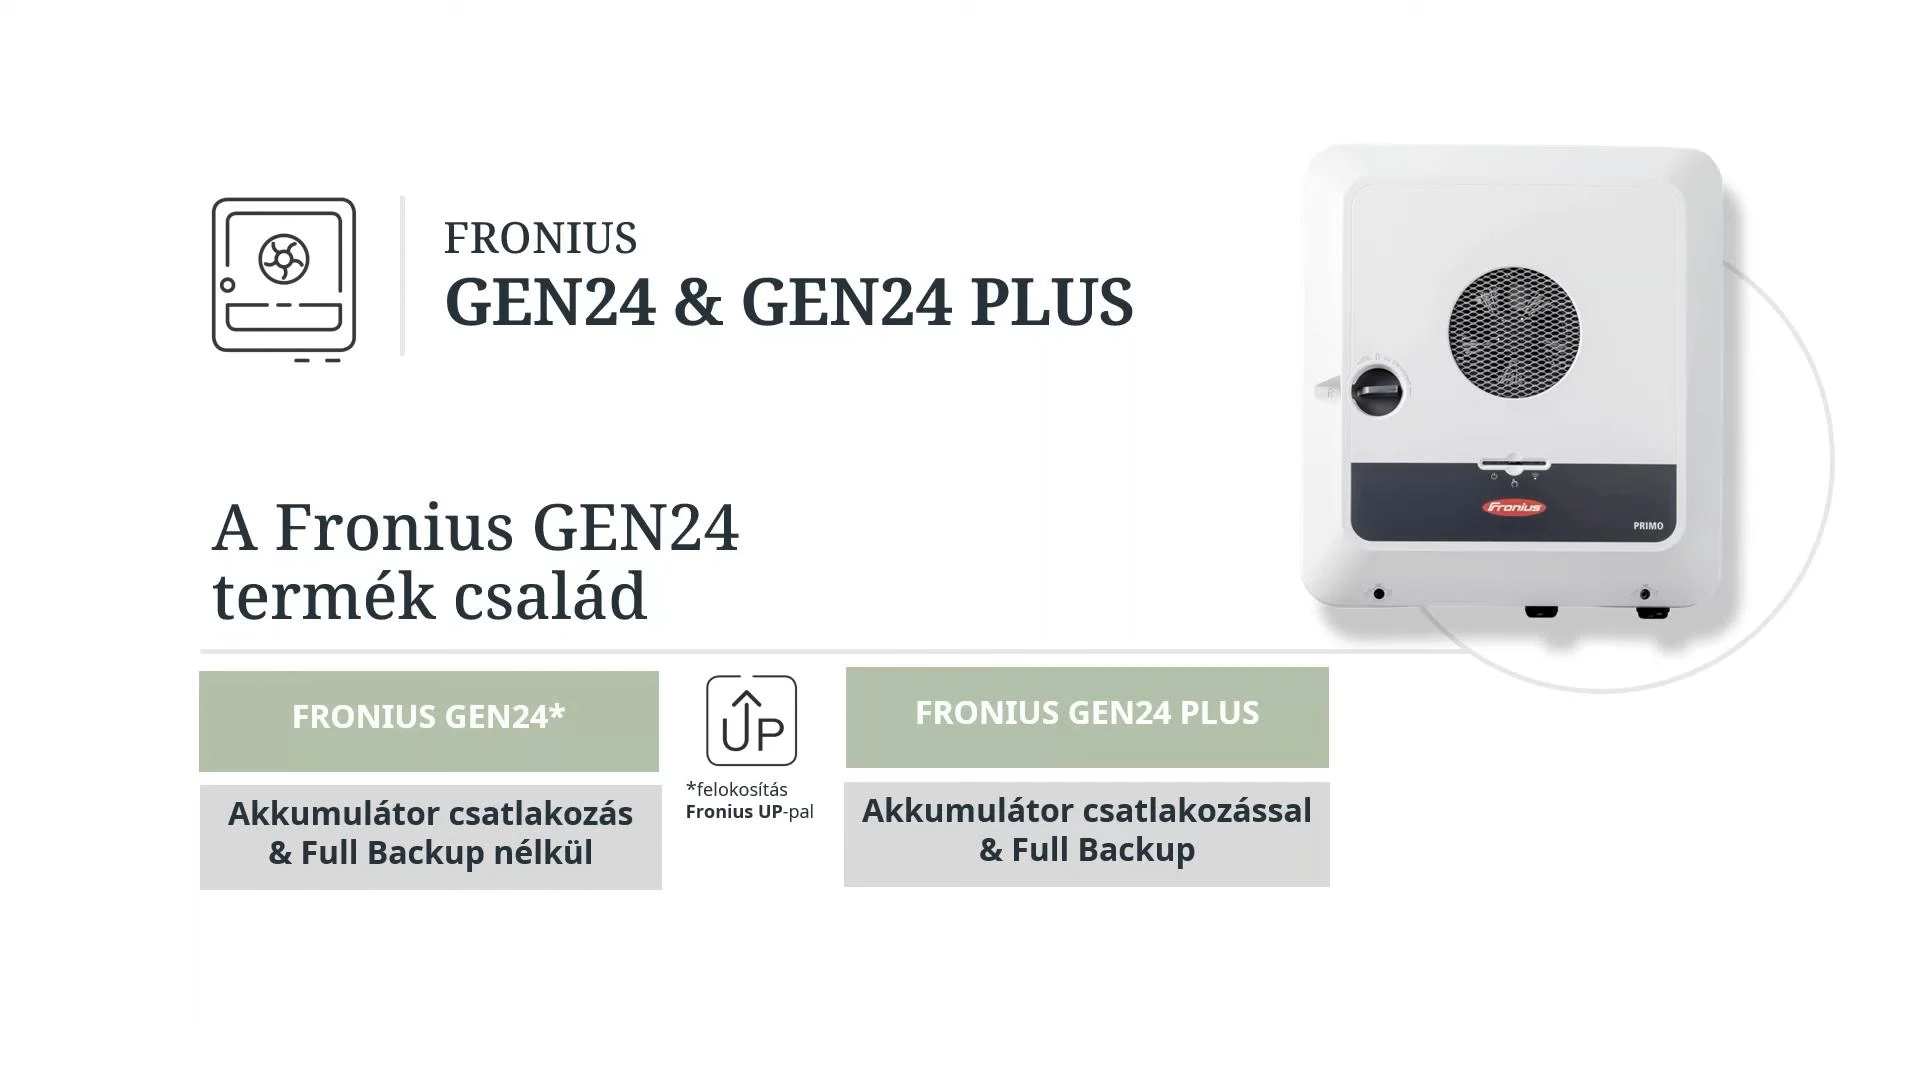 FRONIUS
GEN24 & GEN24 PLUS
A Fronius GEN24
termék család
Fronius
PRIMO
FRONIUS GEN24*
Akkumulátor csatlakozás
& Full Backup nélkül
UP
*felokosítás
Fronius UP-pal
FRONIUS GEN24 PLUS
Akkumulátor csatlakozással
& Full Backup